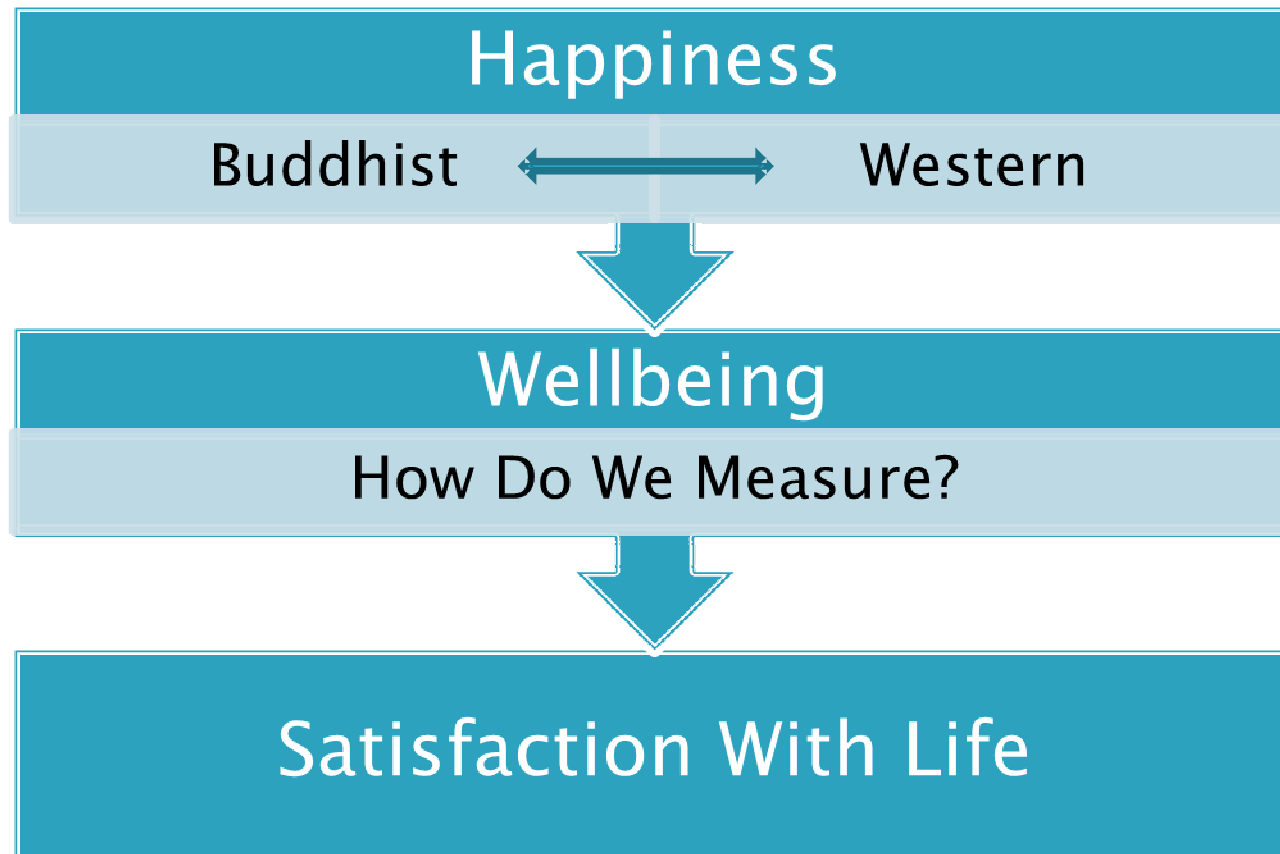 Happiness
Buddhist Western
Wellbeing
How Do We Measure?
Satisfaction With Life